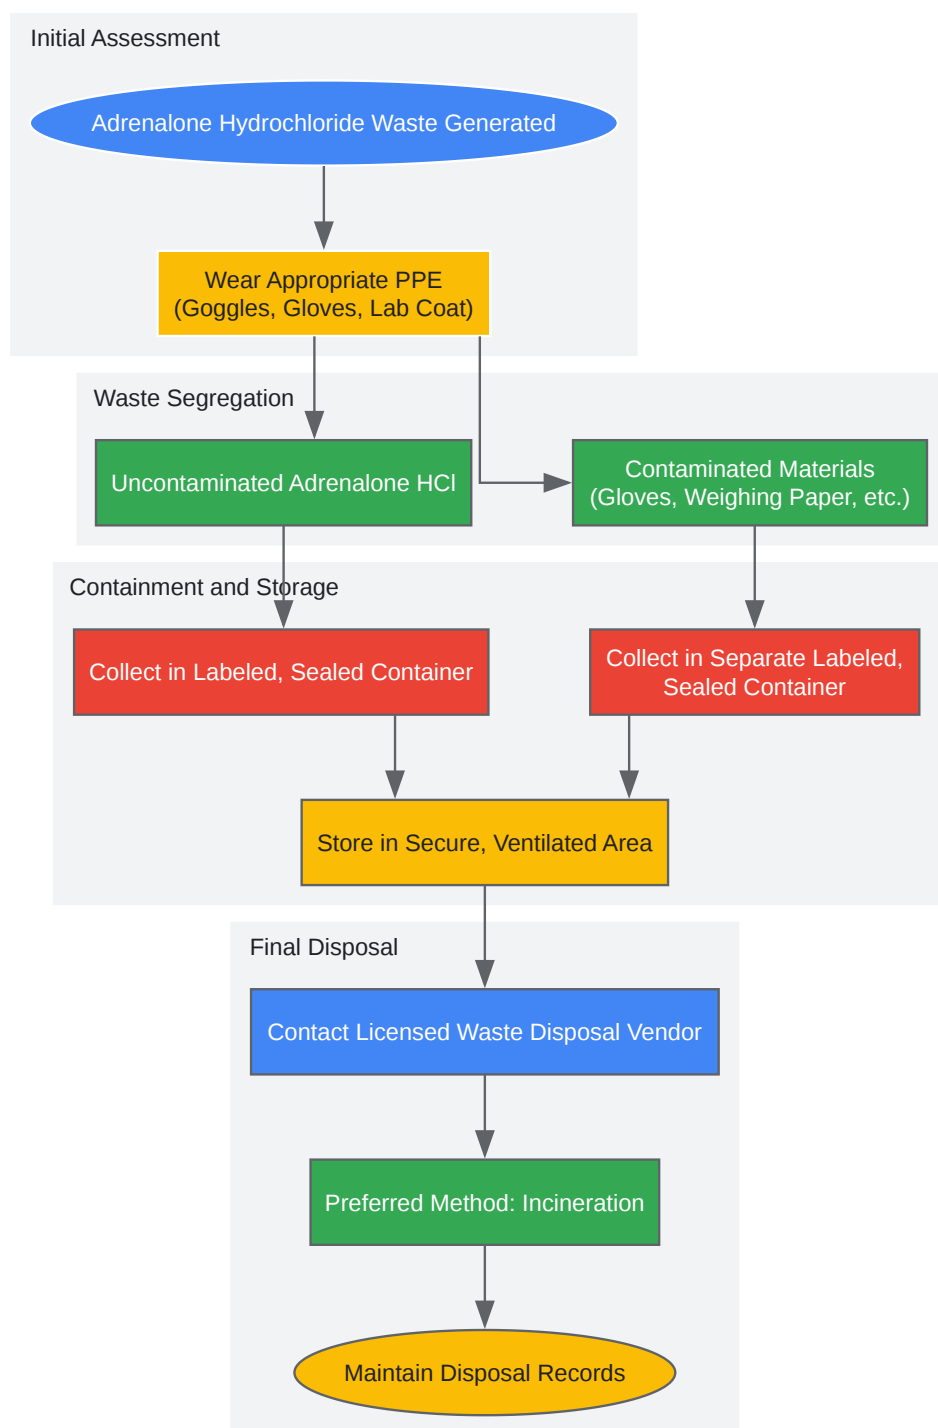 Initial Assessment
Adrenalone Hydrochloride Waste Generated
Wear Appropriate PPE
(Goggles, Gloves, Lab Coat)
Waste Segregation
Uncontaminated Adrenalone HCl
Contaminated Materials
(Gloves, Weighing Paper, etc.)
Containment and Storage
Collect in Labeled, Sealed Container
Collect in Separate Labeled,
Sealed Container
Store in Secure, Ventilated Area
Final Disposal
Contact Licensed Waste Disposal Vendor
Preferred Method: Incineration
Maintain Disposal Records